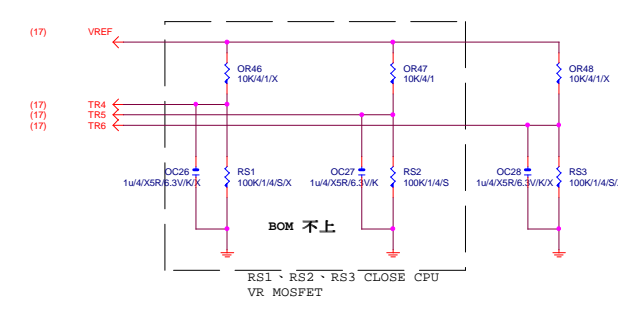 (17) VREF
OR46
10K/4/1/X
OR47
10K/4/1
OR48
10K/4/1/X
(17) TR4
(17) TR5
(17) TR6
OC26
1u/4/X5R/6.3V/K/X
RS1
100K/1/4/S/X
OC27
1u/4/X5R/6.3V/K
RS2
100K/1/4/S
OC28
1u/4/X5R/6.3V/K/X
RS3
100K/1/4/S/
BOM 不上
RS1、RS2、RS3 CLOSE CPU
VR MOSFET